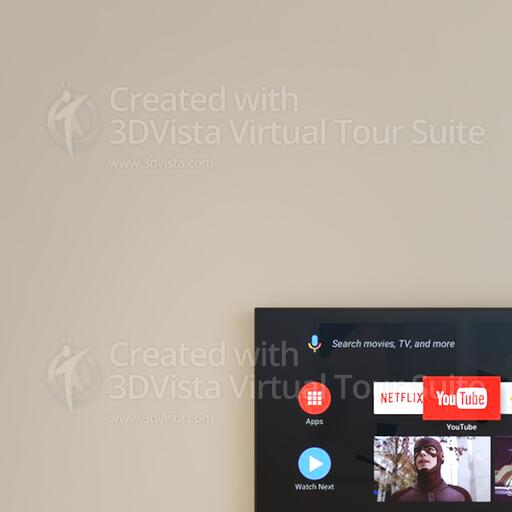 Created with
3DVista Virtual Tour Suite
www.3dvista.com
Search movies, TV, and more
Created with
3DVista Virtual Tour Suite
www.3dvista.com
NETFLIX
YouTube
Apps
YouTube
Watch Next